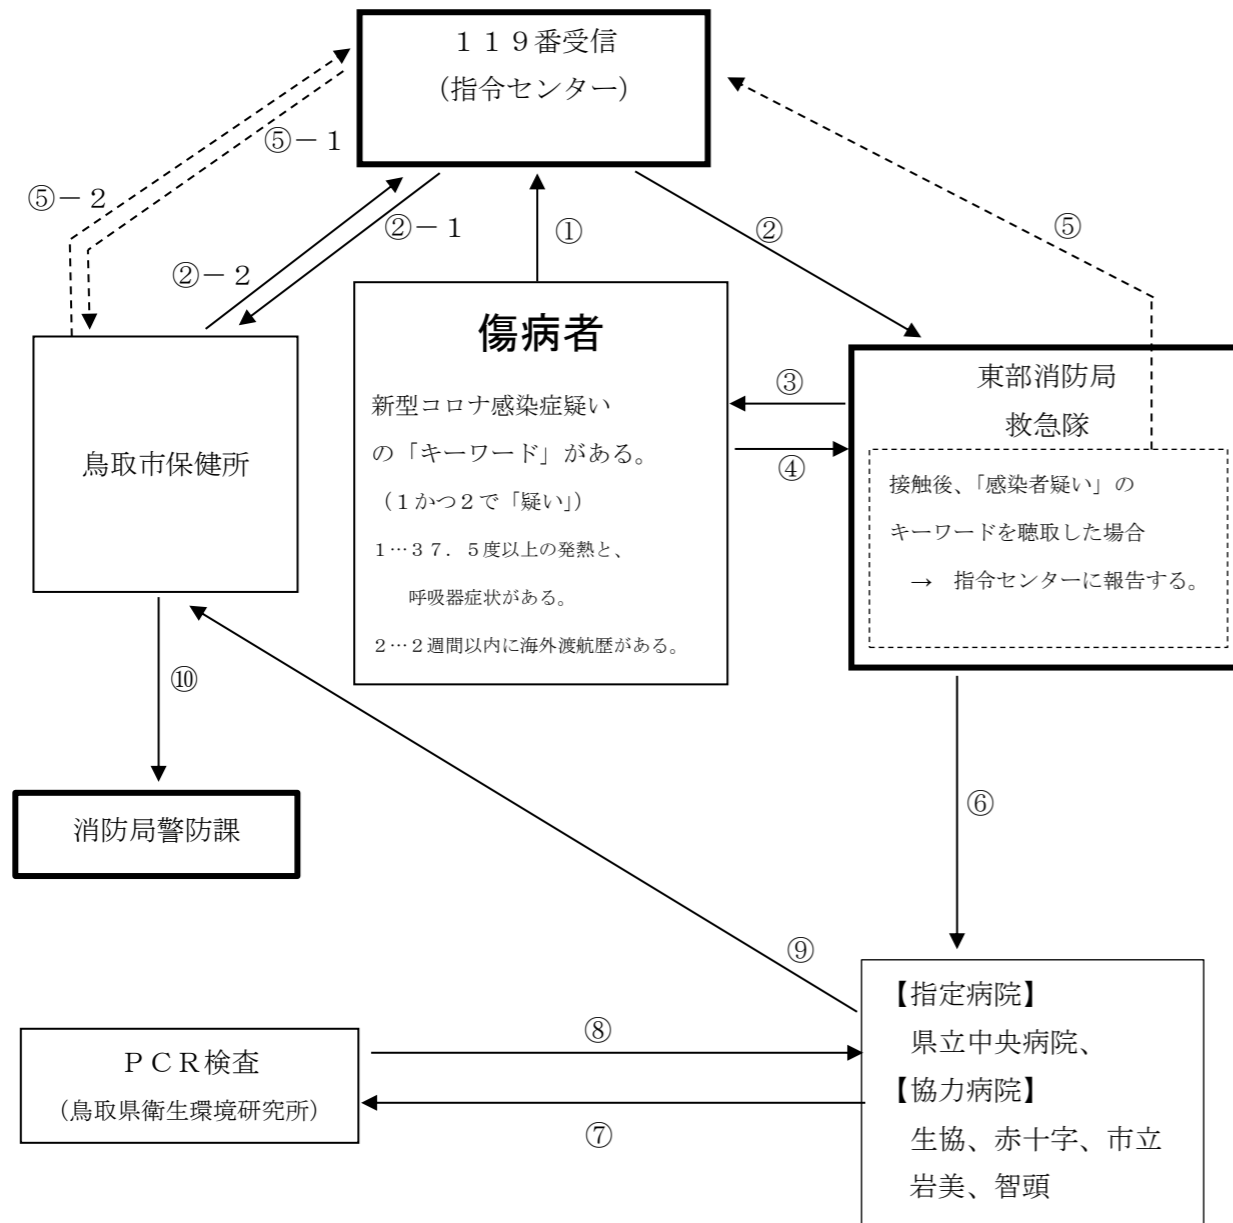 １１９番受信
（指令センター）
⑤－１
⑤－２
②－１
②－２
①
②
⑤
傷病者
新型コロナ感染症疑い
の「キーワード」がある。
（１かつ２で「疑い」）
１…３７．５度以上の発熱と、
呼吸器症状がある。
２…２週間以内に海外渡航歴がある。
③
④
東部消防局
救急隊
接触後、「感染者疑い」の
キーワードを聴取した場合
→　指令センターに報告する。
鳥取市保健所
⑩
消防局警防課
⑥
⑨
【指定病院】
県立中央病院、
【協力病院】
生協、赤十字、市立
岩美、智頭
⑧
⑦
ＰＣＲ検査
（鳥取県衛生環境研究所）